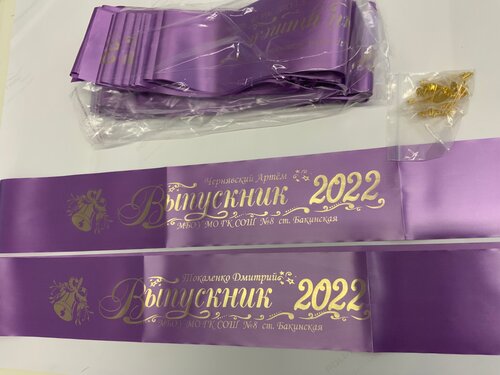 Чернявский Артём
Выпускник 2022
МБОУ МО ГК СОШ №8 ст. Бакинская
Токаленко Дмитрий
Выпускник 2022
МБОУ МО ГК СОШ №8 ст. Бакинская